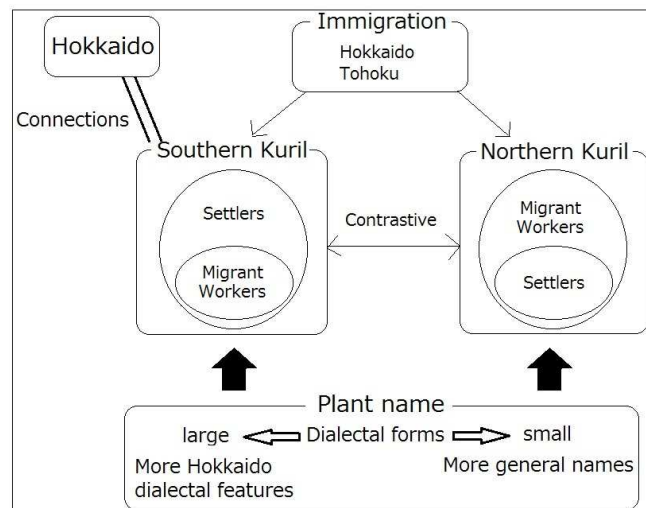 Immigration
Hokkaido
Hokkaido
Tohoku
Connections
Southern Kuril
Northern Kuril
Settlers
Migrant
Workers
Contrastive
Migrant
Workers
Settlers
Plant name
large
Dialectal forms
small
More Hokkaido
dialectal features
More general names